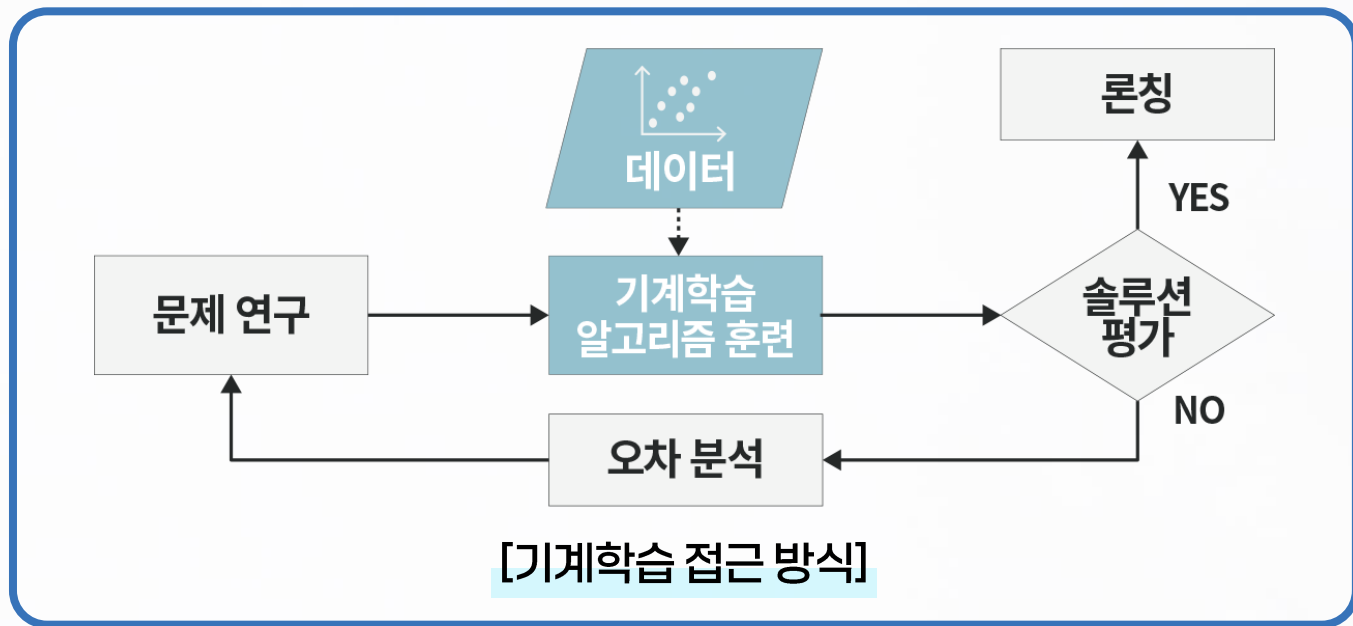 데이터
론칭
YES
문제 연구
기계학습
알고리즘 훈련
솔루션
평가
NO
오차 분석
[기계학습 접근 방식]